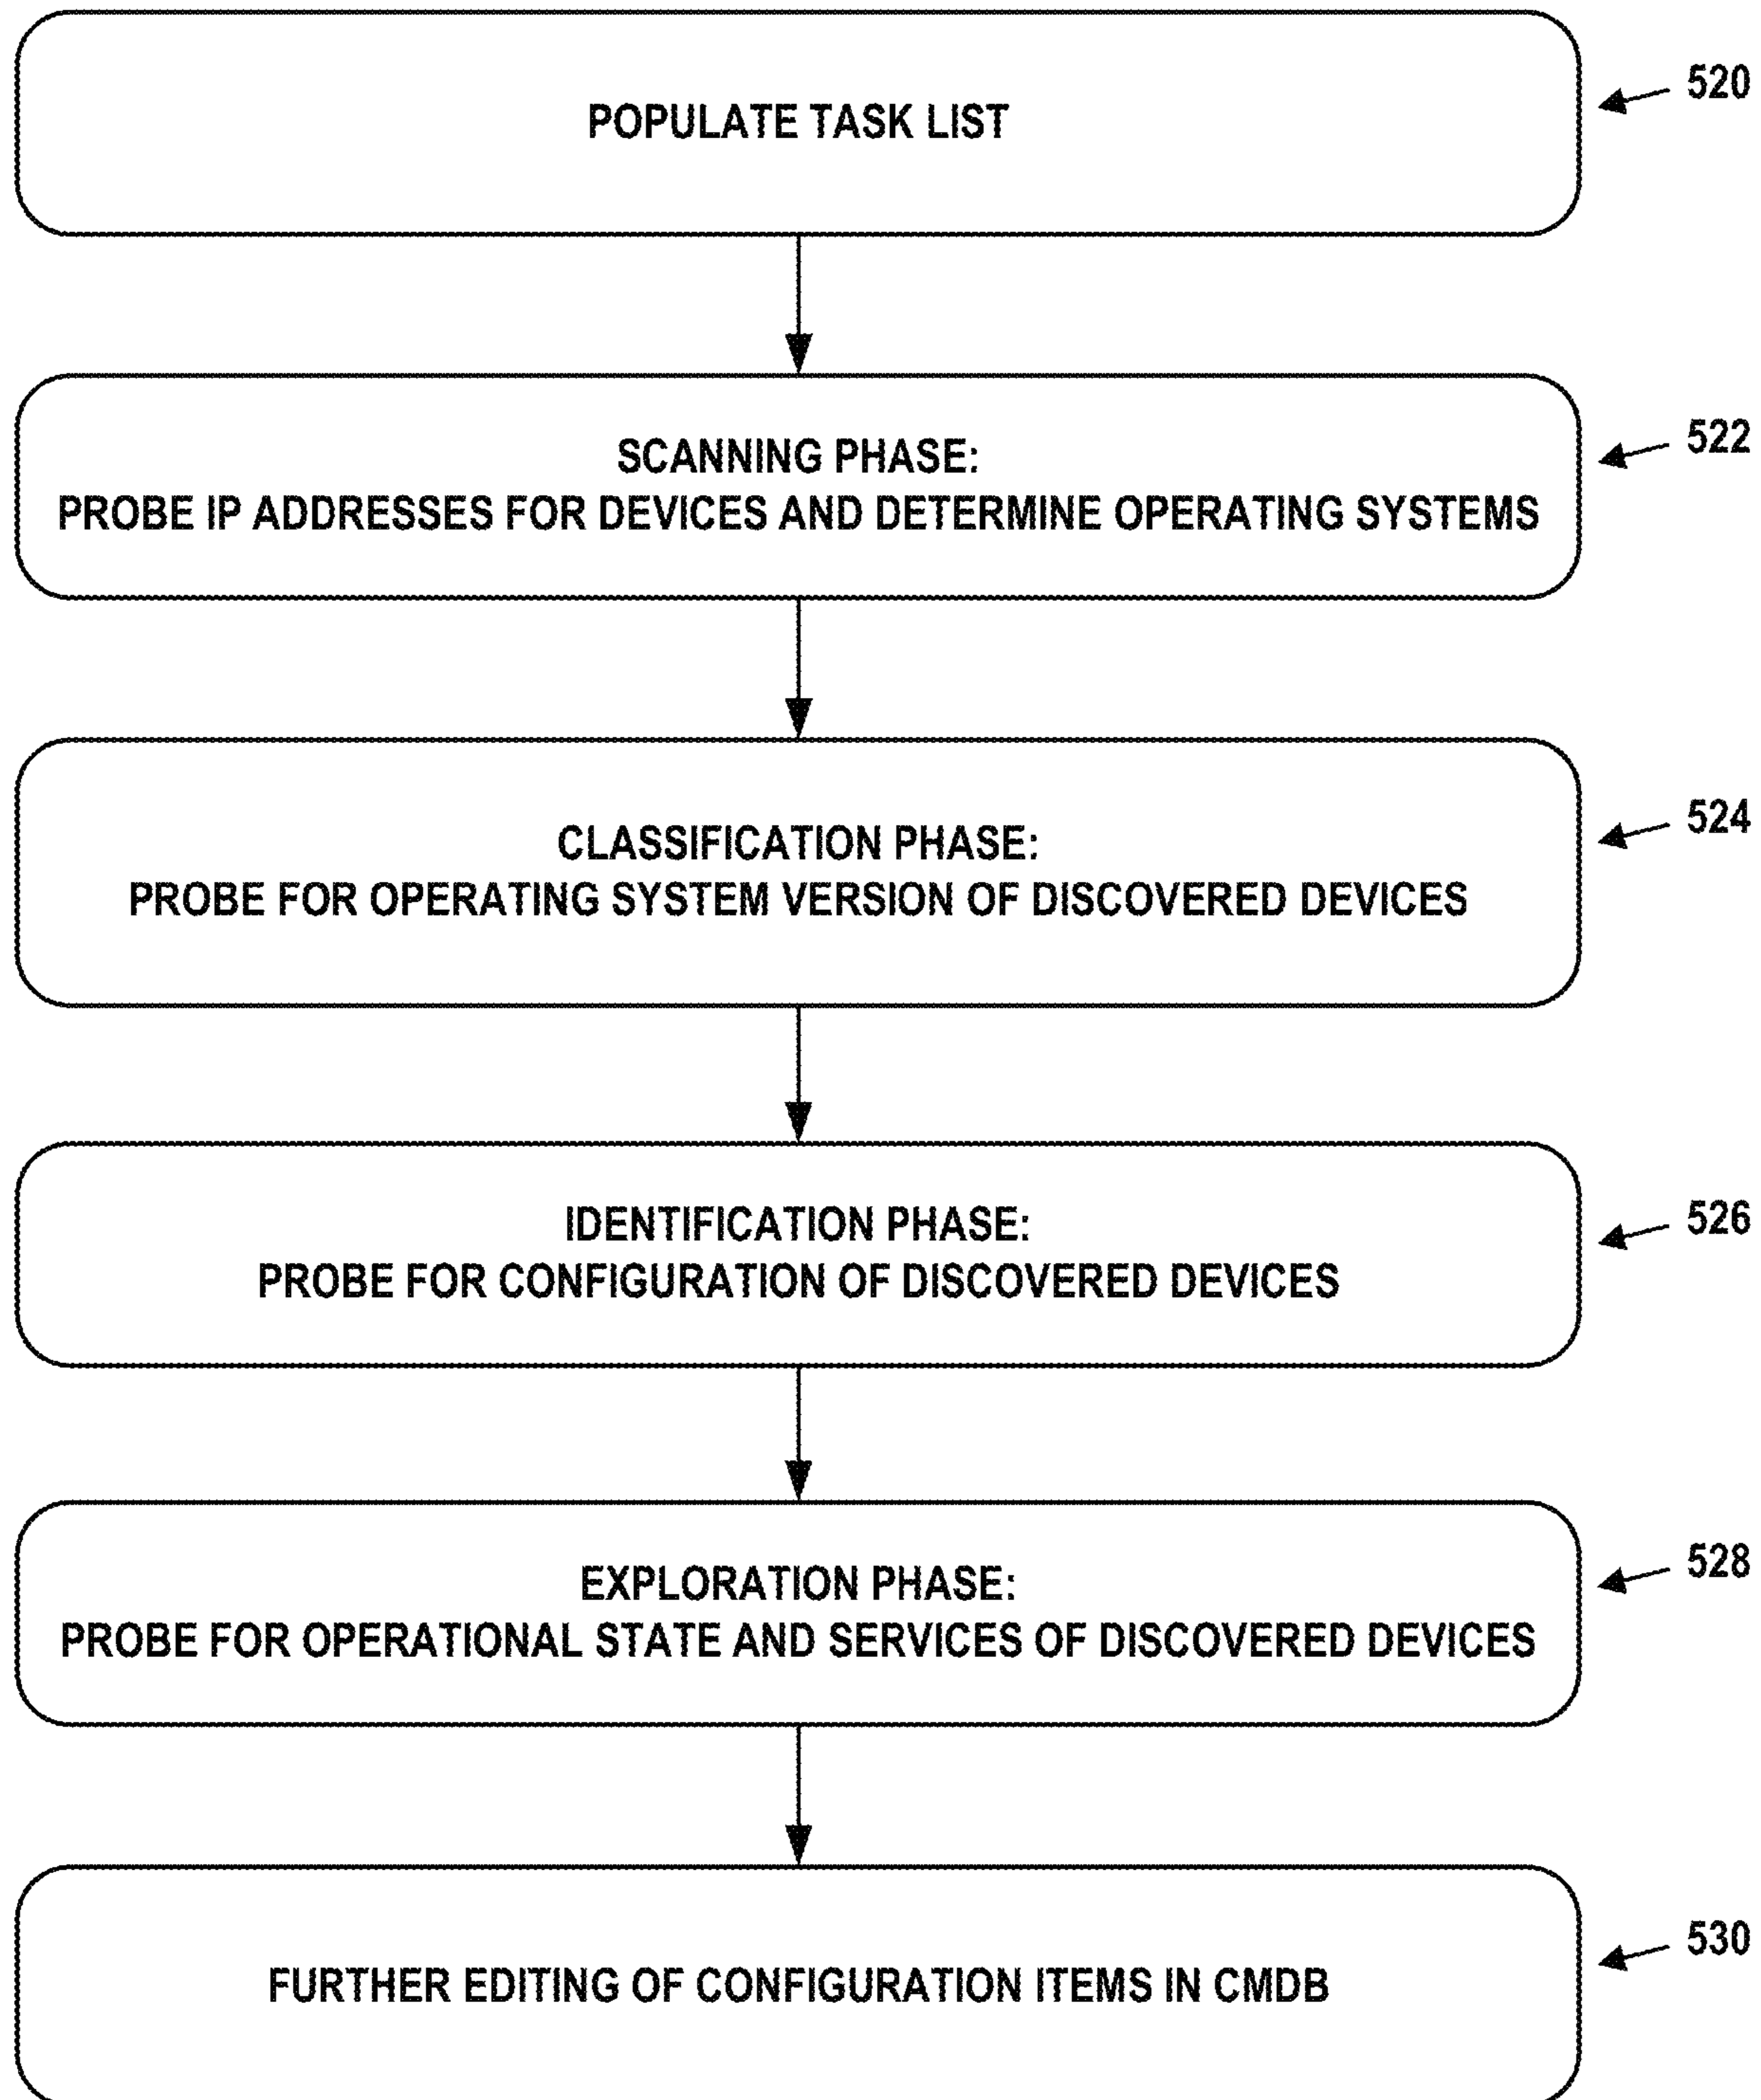 POPULATE TASK LIST
520
SCANNING PHASE:
PROBE IP ADDRESSES FOR DEVICES AND DETERMINE OPERATING SYSTEMS
522
CLASSIFICATION PHASE:
PROBE FOR OPERATING SYSTEM VERSION OF DISCOVERED DEVICES
524
IDENTIFICATION PHASE:
PROBE FOR CONFIGURATION OF DISCOVERED DEVICES
526
EXPLORATION PHASE:
PROBE FOR OPERATIONAL STATE AND SERVICES OF DISCOVERED DEVICES
528
FURTHER EDITING OF CONFIGURATION ITEMS IN CMDB
530